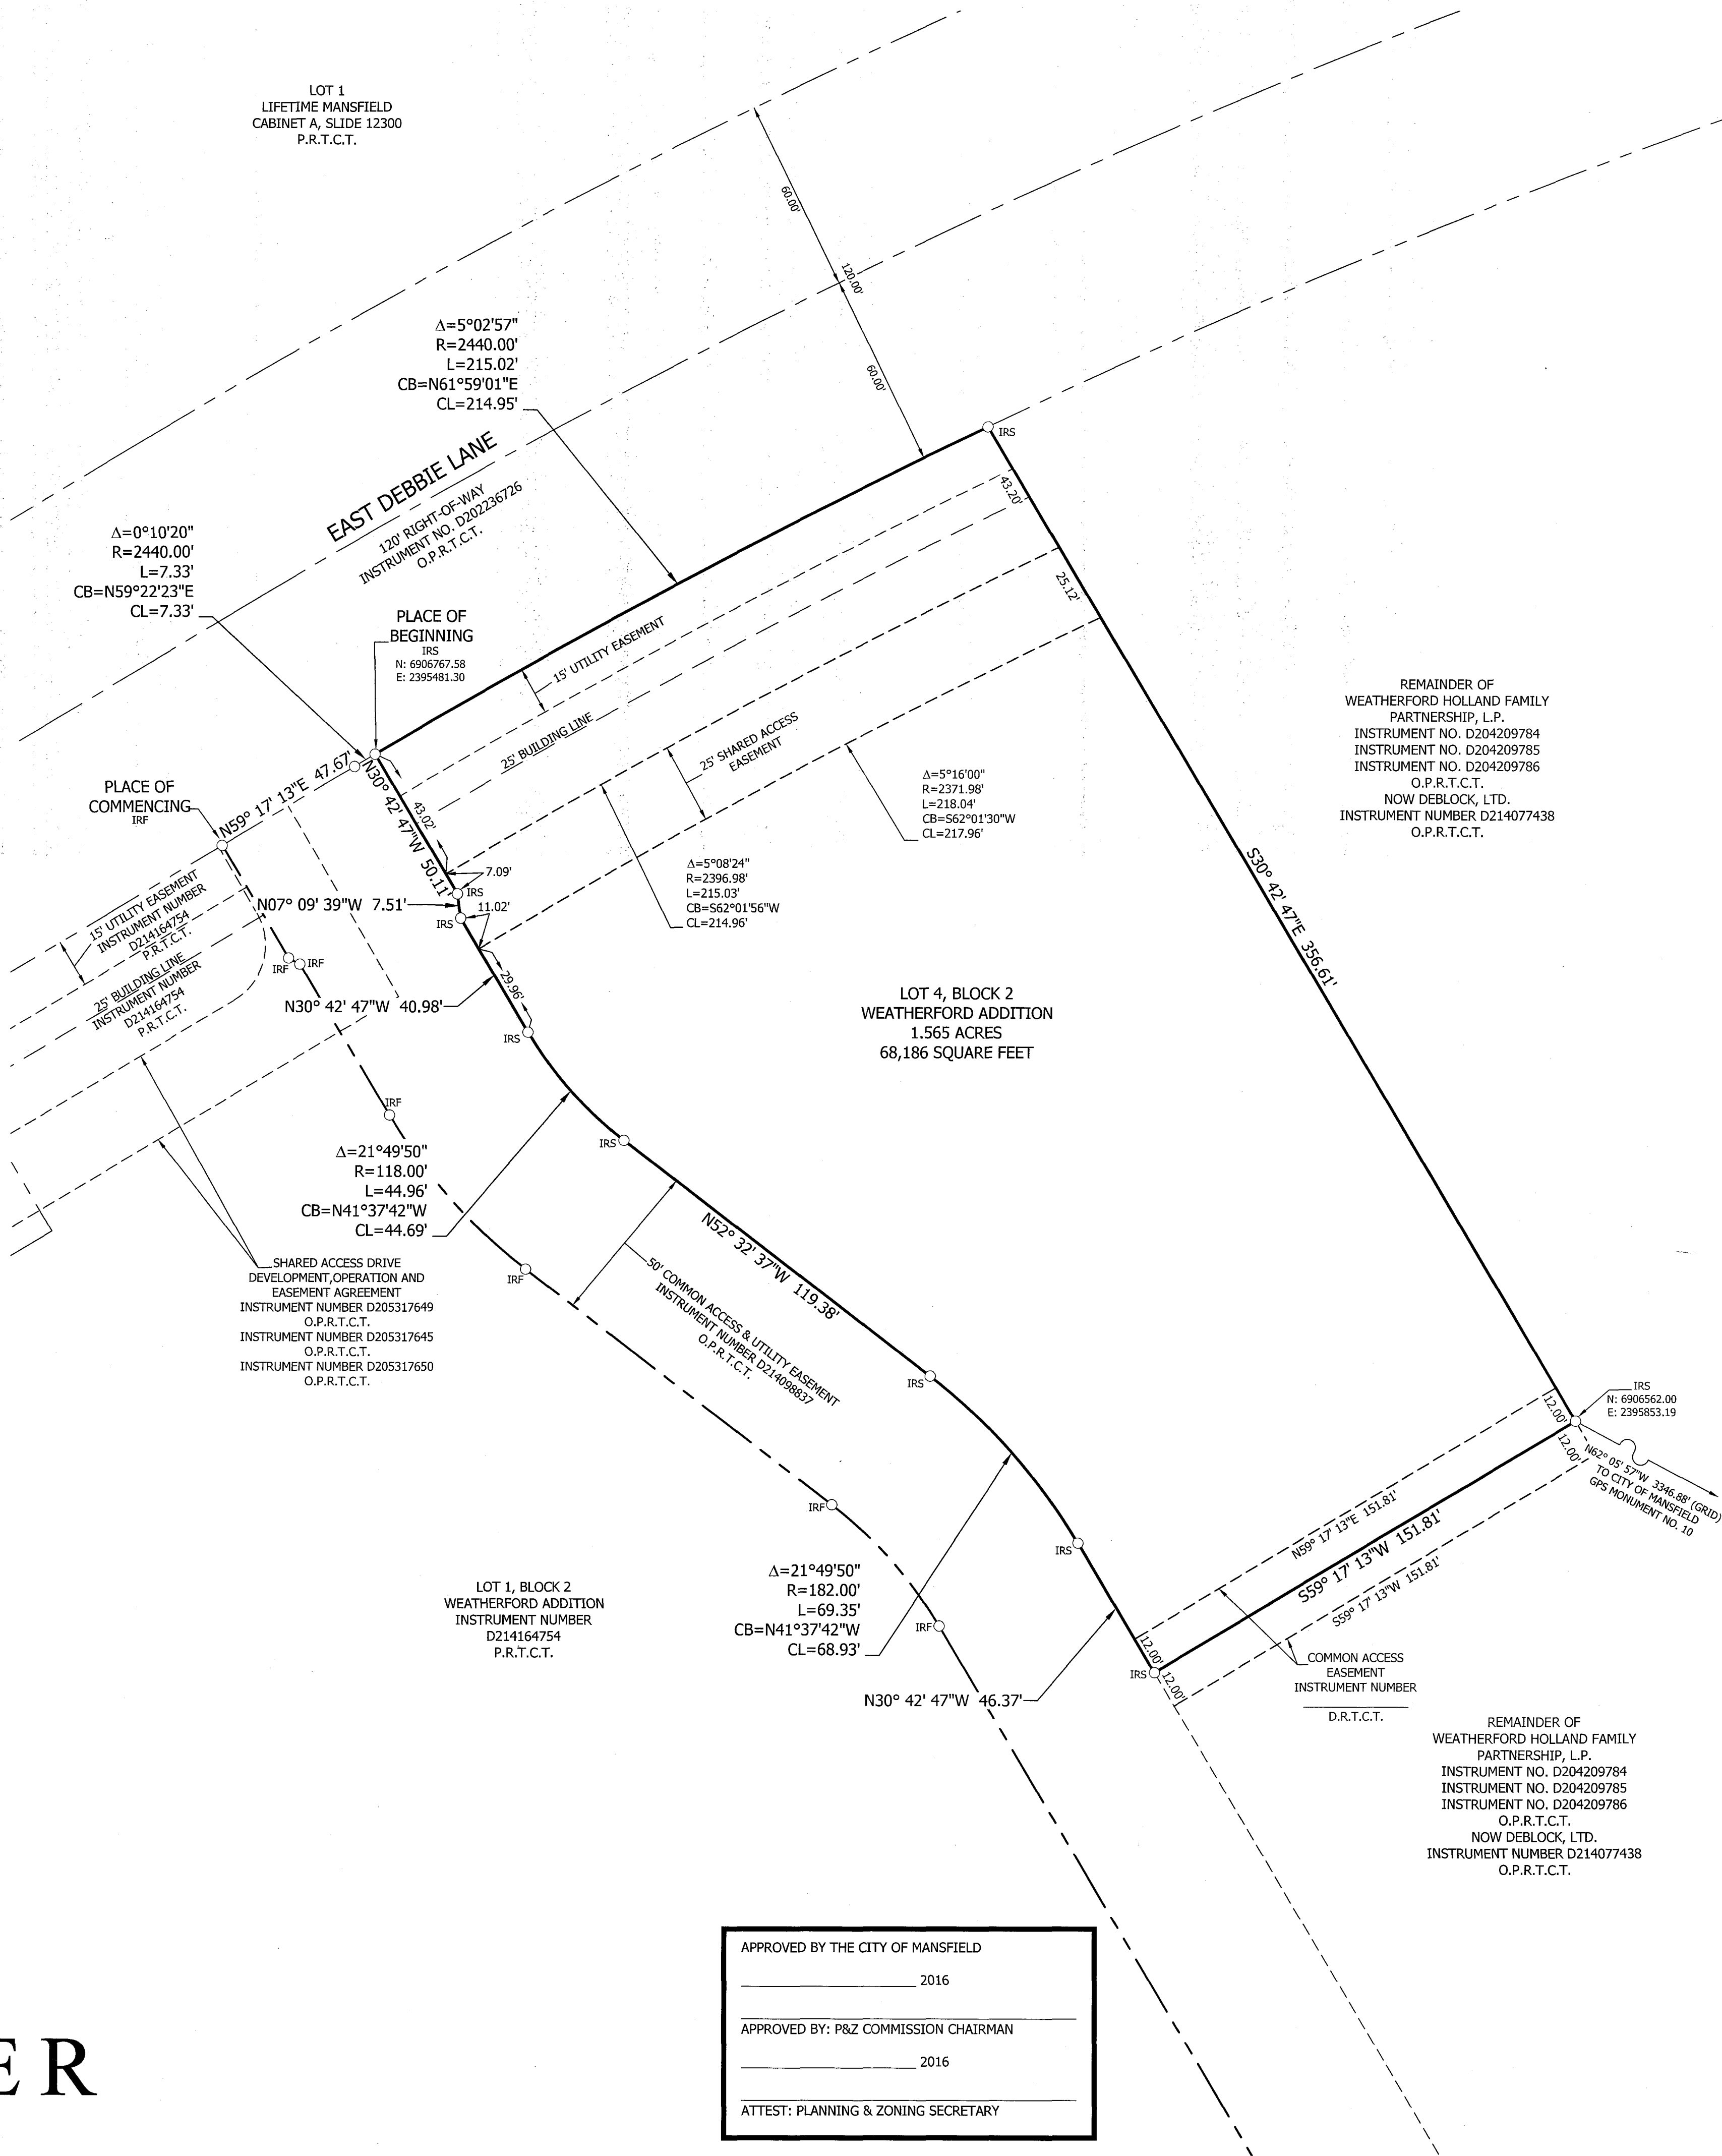 LOT 1
LIFETIME MANSFIELD
CABINET A, SLIDE 12300
P.R.T.C.T.
60.00'
120.00'
60.00'
Δ=5°02'57"
R=2440.00'
L=215.02'
CB=N61°59'01"E
CL=214.95'
EAST DEBBIE LANE
120' RIGHT-OF-WAY
INSTRUMENT NO. D202236726
O.P.R.T.C.T.
IRS
43.20'
25.12'
Δ=0°10'20"
R=2440.00'
L=7.33'
CB=N59°22'23"E
CL=7.33'
PLACE OF
BEGINNING
IRS
N: 6906767.58
E: 2395481.30
15' UTILITY EASEMENT
25' BUILDING LINE
25' SHARED ACCESS
EASEMENT
REMAINDER OF
WEATHERFORD HOLLAND FAMILY
PARTNERSHIP, L.P.
INSTRUMENT NO. D204209784
INSTRUMENT NO. D204209785
INSTRUMENT NO. D204209786
O.P.R.T.C.T.
NOW DEBLOCK, LTD.
INSTRUMENT NUMBER D214077438
O.P.R.T.C.T.
PLACE OF
COMMENCING
IRF
N59° 17' 13"E 47.67'
N30° 42' 47"W 50.11'
43.02'
Δ=5°16'00"
R=2371.98'
L=218.04'
CB=S62°01'30"W
CL=217.96'
Δ=5°08'24"
R=2396.98'
L=215.03'
CB=S62°01'56"W
CL=214.96'
7.09'
IRS
N07° 09' 39"W 7.51'
11.02'
IRS
15' UTILITY EASEMENT
INSTRUMENT NUMBER
D214164754
P.R.T.C.T.
25' BUILDING LINE
INSTRUMENT NUMBER
D214164754
P.R.T.C.T.
IRF
IRF
29.96'
N30° 42' 47"W 40.98'
IRS
S30° 42' 47"E 356.61'
LOT 4, BLOCK 2
WEATHERFORD ADDITION
1.565 ACRES
68,186 SQUARE FEET
IRF
IRS
Δ=21°49'50"
R=118.00'
L=44.96'
CB=N41°37'42"W
CL=44.69'
N52° 32' 37"W 119.38'
SHARED ACCESS DRIVE
DEVELOPMENT,OPERATION AND
EASEMENT AGREEMENT
INSTRUMENT NUMBER D205317649
O.P.R.T.C.T.
INSTRUMENT NUMBER D205317645
O.P.R.T.C.T.
INSTRUMENT NUMBER D205317650
O.P.R.T.C.T.
IRF
50' COMMON ACCESS & UTILITY EASEMENT
INSTRUMENT NUMBER D214098837
O.P.R.T.C.T.
IRS
IRS
N: 6906562.00
E: 2395853.19
12.00'
12.00'
N62° 05' 57"W 3346.88' (GRID)
TO CITY OF MANSFIELD
GPS MONUMENT NO. 10
IRF
IRS
N59° 17' 13"E 151.81'
S59° 17' 13"W 151.81'
S59° 17' 13"W 151.81'
LOT 1, BLOCK 2
WEATHERFORD ADDITION
INSTRUMENT NUMBER
D214164754
P.R.T.C.T.
Δ=21°49'50"
R=182.00'
L=69.35'
CB=N41°37'42"W
CL=68.93'
IRF
12.00'
12.00'
IRS
N30° 42' 47"W 46.37'
COMMON ACCESS
EASEMENT
INSTRUMENT NUMBER
D.R.T.C.T.
REMAINDER OF
WEATHERFORD HOLLAND FAMILY
PARTNERSHIP, L.P.
INSTRUMENT NO. D204209784
INSTRUMENT NO. D204209785
INSTRUMENT NO. D204209786
O.P.R.T.C.T.
NOW DEBLOCK, LTD.
INSTRUMENT NUMBER D214077438
O.P.R.T.C.T.
APPROVED BY THE CITY OF MANSFIELD
2016
APPROVED BY: P&Z COMMISSION CHAIRMAN
2016
ATTEST: PLANNING & ZONING SECRETARY
ER